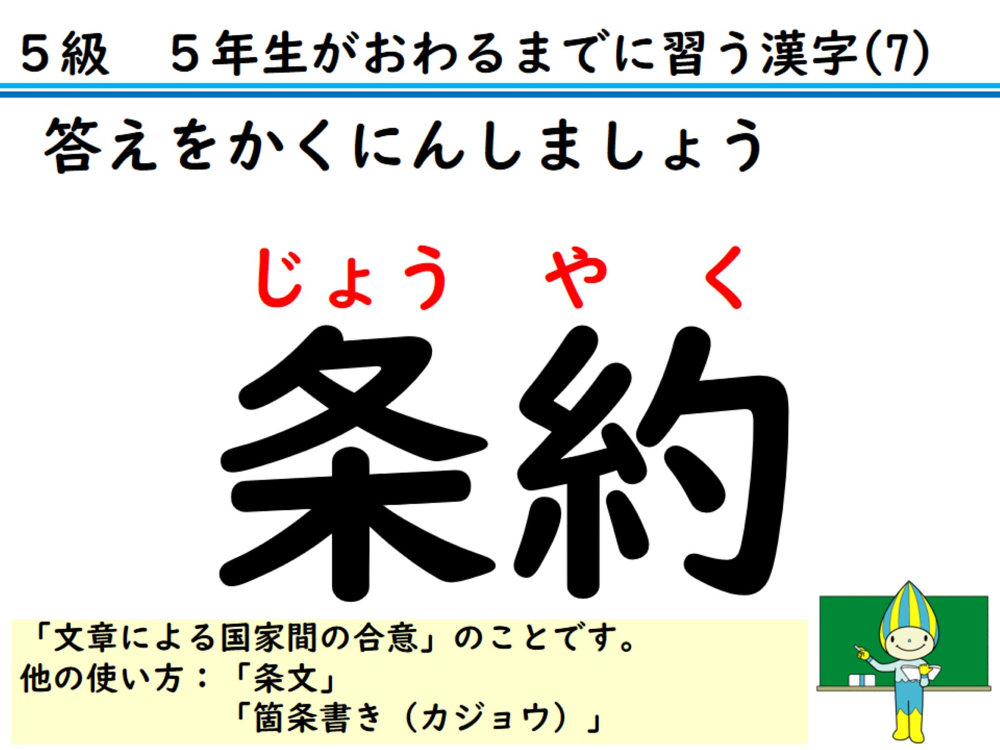 ５級　５年生がおわるまでに習う漢字(7)
答えをかくにんしましょう
じょう　や　く
条約
「文章による国家間の合意」のことです。
他の使い方：「条文」
「箇条書き（カジョウ）」